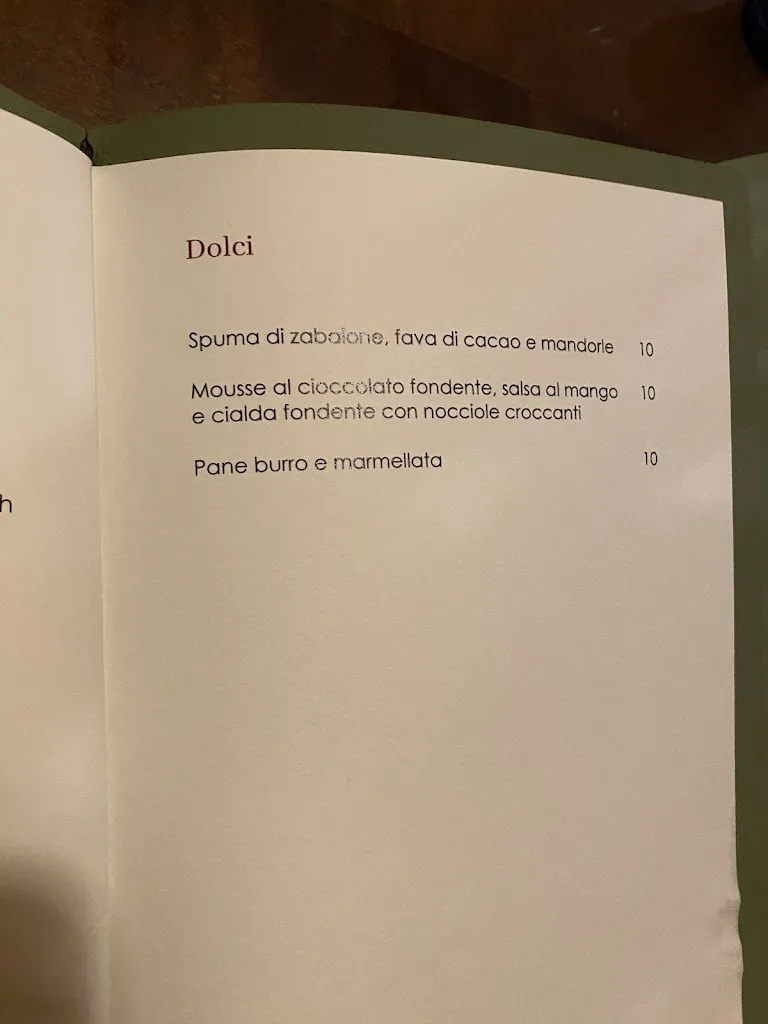 Dolci
Spuma di zabaione, fava di cacao e mandorle 10
Mousse al cioccolato fondente, salsa al mango 10
e cialda fondente con nocciole croccanti
Pane burro e marmellata 10
h